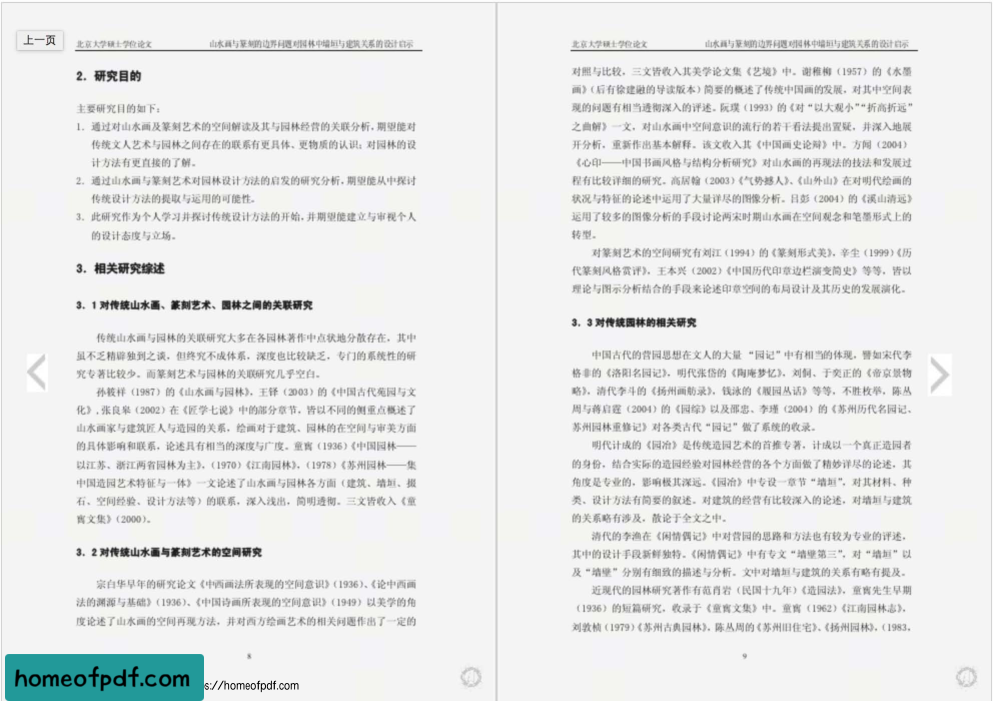 上一页
北京大学硕士学位论文 山水画与篆刻的边界问题对园林中墙垣与建筑关系的设计启示
2. 研究目的
主要研究目的如下：
1. 通过对山水画及篆刻艺术的空间解读及其与园林经营的关联分析，期望能对
传统文人艺术与园林之间存在的联系有更具体、更物质的认识；对园林的设
计方法有更直接的了解。
2. 通过山水画与篆刻艺术对园林设计方法的启发的研究分析，期望能从中探讨
传统设计方法的提取与运用的可能性。
3. 此研究作为个人学习并探讨传统设计方法的开始，并期望能建立与审视个人
的设计态度与立场。
3. 相关研究综述
3. 1 对传统山水画、篆刻艺术、园林之间的关联研究
传统山水画与园林的关联研究大多在各园林著作中点状地分散存在，其中
虽不乏精辟独到之谈，但终究不成体系，深度也比较缺乏，专门的系统性的研
究专著比较少。而篆刻艺术与园林的关联研究几乎空白。
孙筱祥（1987）的《山水画与园林》，王铎（2003）的《中国古代苑园与文
化》，张良皋（2002）在《匠学七说》中的部分章节，皆以不同的侧重点概述了
山水画家与建筑匠人与造园的关系，绘画对于建筑、园林的在空间与审美方面
的具体影响和联系，论述具有相当的深度与广度。童寯（1936）《中国园林——
以江苏、浙江两省园林为主》，（1970）《江南园林》，（1978）《苏州园林——集
中国造园艺术特征与一体》一文论述了山水画与园林各方面（建筑、墙垣、掇
石、空间经验、设计方法等）的联系，深入浅出，简明透彻。三文皆收入《童
寯文集》（2000）。
3. 2 对传统山水画与篆刻艺术的空间研究
宗白华早年的研究论文《中西画法所表现的空间意识》（1936）、《论中西画
法的渊源与基础》（1936）、《中国诗画所表现的空间意识》（1949）以美学的角
度论述了山水画的空间再现方法，并对西方绘画艺术的相关问题作出了一定的
8
北京大学硕士学位论文 山水画与篆刻的边界问题对园林中墙垣与建筑关系的设计启示
对照与比较，三文皆收入其美学论文集《艺境》中。谢稚柳（1957）的《水墨
画》（后有徐建融的导读版本）简要的概述了传统中国画的发展，对其中空间表
现的问题有相当透彻深入的评述。阮璞（1993）的《对“以大观小”“折高折远”
之曲解》一文，对山水画中空间意识的流行的若干看法提出置疑，并深入地展
开分析，重新作出基本解释。该文收入其《中国画史论辩》中。方闻（2004）
《心印——中国书画风格与结构分析研究》对山水画的再现法的技法和发展过
程有比较详细的研究。高居翰（2003）《气势撼人》、《山外山》在对明代绘画的
状况与特征的论述中运用了大量详尽的图像分析。吕彭（2004）的《溪山清远》
运用了较多的图像分析的手段讨论两宋时期山水画在空间观念和笔墨形式上的
转型。
对篆刻艺术的空间研究有刘江（1994）的《篆刻形式美》，辛尘（1999）《历
代篆刻风格赏评》，王本兴（2002）《中国历代印章边栏演变简史》等等，皆以
理论与图示分析结合的手段来论述印章空间的布局设计及其历史的发展演化。
3. 3 对传统园林的相关研究
中国古代的营园思想在文人的大量 “园记”中有相当的体现，譬如宋代李
格非的《洛阳名园记》，明代张岱的《陶庵梦忆》，刘侗、于奕正的《帝京景物
略》，清代李斗的《扬州画舫录》，钱泳的《履园丛话》等等，不胜枚举，陈丛
周与蒋启霆（2004）的《园综》以及邵忠、李瑾（2004）的《苏州历代名园记、
苏州园林重修记》对各类古代“园记”做了系统的收录。
明代计成的《园冶》是传统造园艺术的首推专著，计成以一个真正造园者
的身份，结合实际的造园经验对园林经营的各个方面做了精妙详尽的论述，其
角度是专业的，影响极其深远。《园冶》中专设一章节“墙垣”，对其材料、种
类、设计方法有简要的叙述。对建筑的经营有比较深入的论述，对墙垣与建筑
的关系略有涉及，散论于全文之中。
清代的李渔在《闲情偶记》中对营园的思路和方法也有较为专业的评述，
其中的设计手段新鲜独特。《闲情偶记》中有专文“墙壁第三”，对“墙垣”以
及“墙壁”分别有细致的描述与分析。文中对墙垣与建筑的关系有略有提及。
近现代的园林研究著作有范肖岩（民国十九年）《造园法》，童寯先生早期
（1936）的短篇研究，收录于《童寯文集》中。童寯（1962）《江南园林志》，
刘敦桢（1979）《苏州古典园林》，陈丛周的《苏州旧住宅》、《扬州园林》，（1983，
9
homeofpdf.com
s://homeofpdf.com